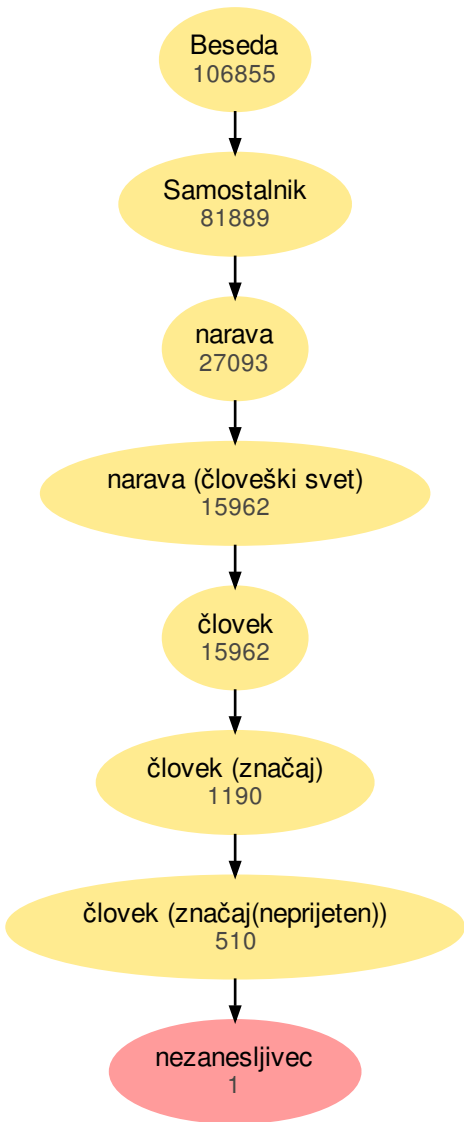 Beseda
106855
Samostalnik
81889
narava
27093
narava (človeški svet)
15962
človek
15962
človek (značaj)
1190
človek (značaj(neprijeten))
510
nezanesljivec
1